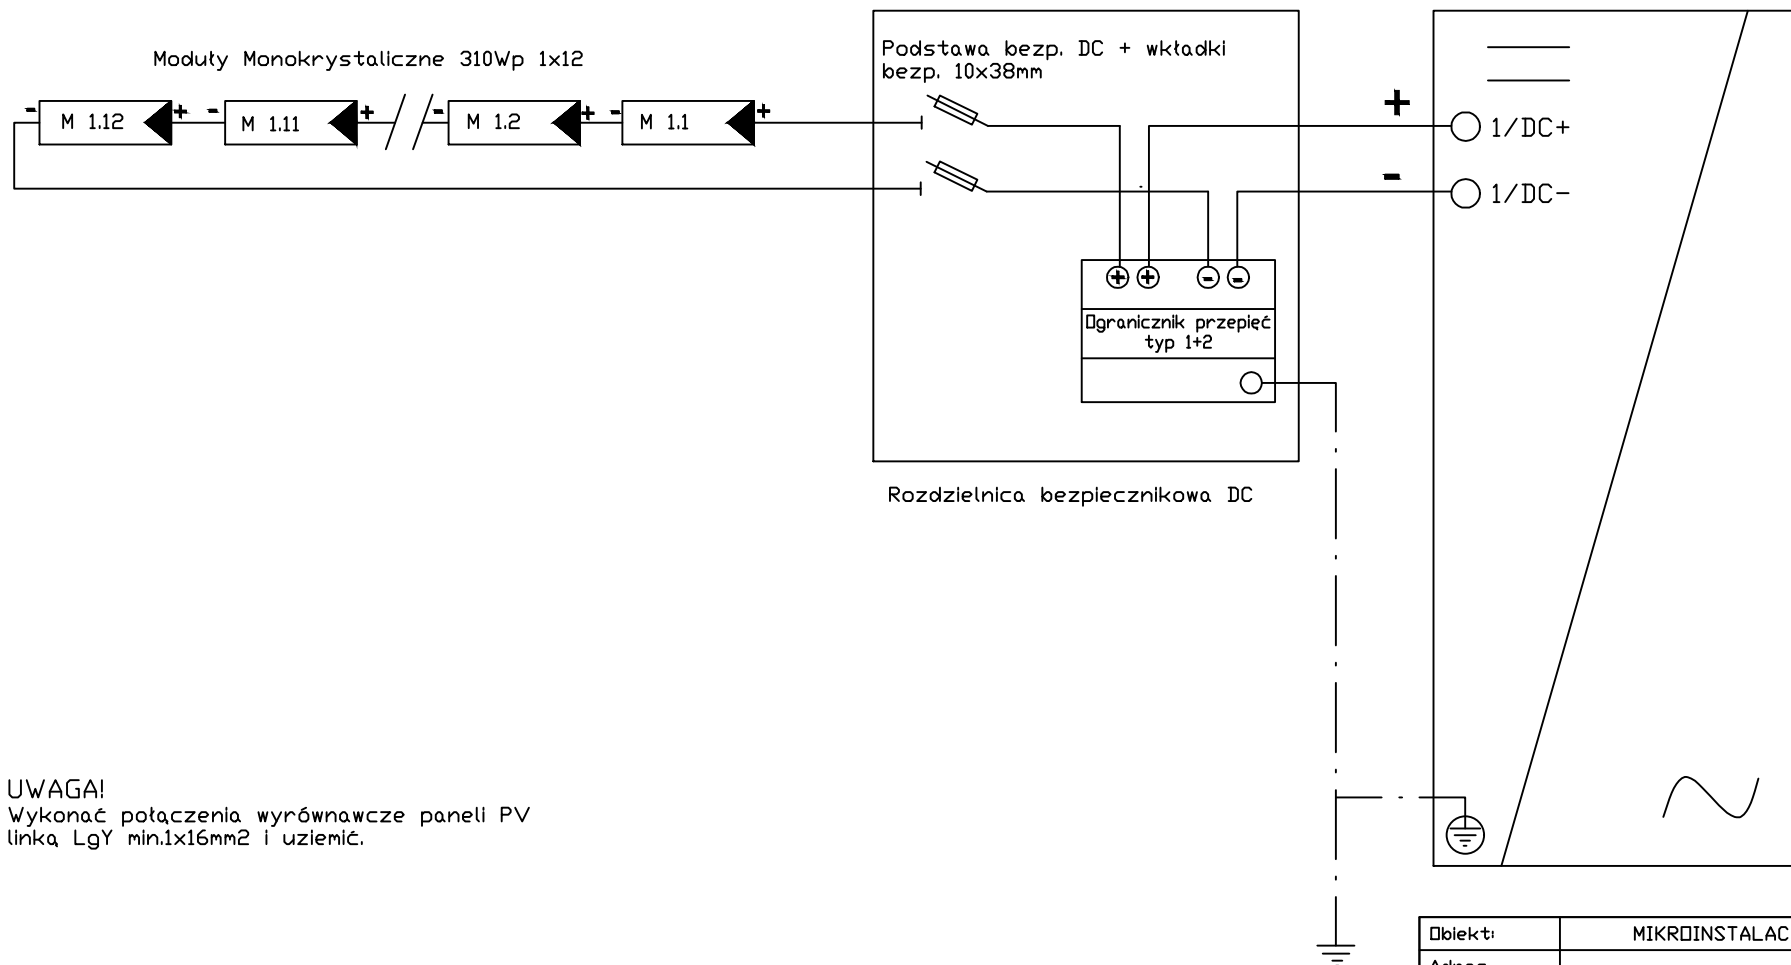 Moduły Monokrystaliczne 310Wp 1x12
- M 1.12 + - M 1.11 + - M 1.2 + - M 1.1 +
Podstawa bezp. DC + wkładki
bezp. 10x38mm
+ 1/DC+
- 1/DC-
+ + - -
Ogranicznik przepięć
typ 1+2
Rozdzielnica bezpiecznikowa DC
UWAGA!
Wykonać połączenia wyrównawcze paneli PV
linką LgY min.1x16mm2 i uziemić.
Obiekt: MIKROINSTALAC